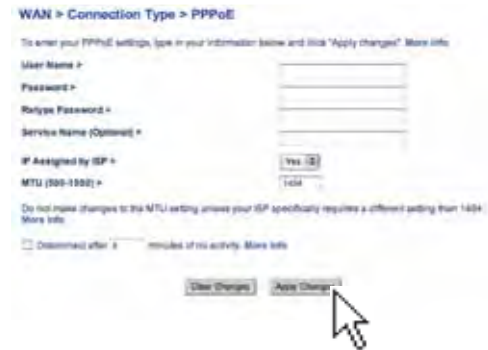 WAN > Connection Type > PPPoE
To enter your PPPoE settings, type in your information below and click "Apply changes". More Info
User Name >
Password >
Retype Password >
Service Name (Optional) >
IP Assigned by ISP > Yes
MTU (500-1500) > 1454
Do not make changes to the MTU setting unless your ISP specifically requires a different setting than 1454.
More Info
Disconnect after minutes of no activity. More Info
Clear Changes Apply Changes